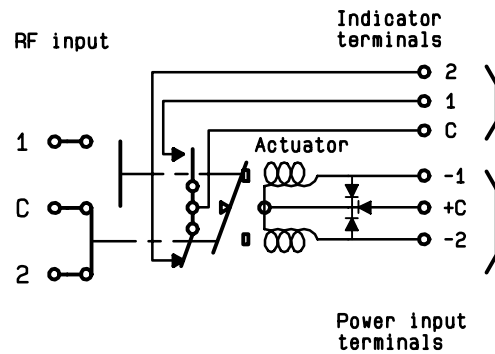 Indicator
terminals
RF input
2
1
C
Actuator
1
-1
C
+C
-2
2
Power input
terminals